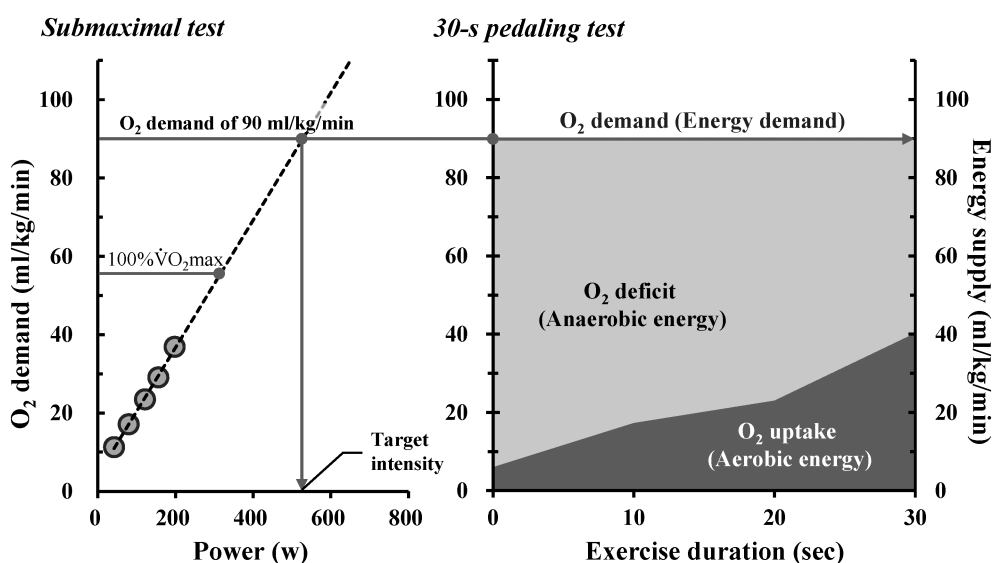 Submaximal test
30-s pedaling test
O₂ demand (ml/kg/min)
100
80
60
40
20
0
O₂ demand of 90 ml/kg/min
100%V̇O₂max
Target
intensity
0
200
400
600
800
Power (w)
100
80
60
40
20
0
O₂ demand (Energy demand)
O₂ deficit
(Anaerobic energy)
O₂ uptake
(Aerobic energy)
0
10
20
30
Exercise duration (sec)
100
80
60
40
20
0
Energy supply (ml/kg/min)